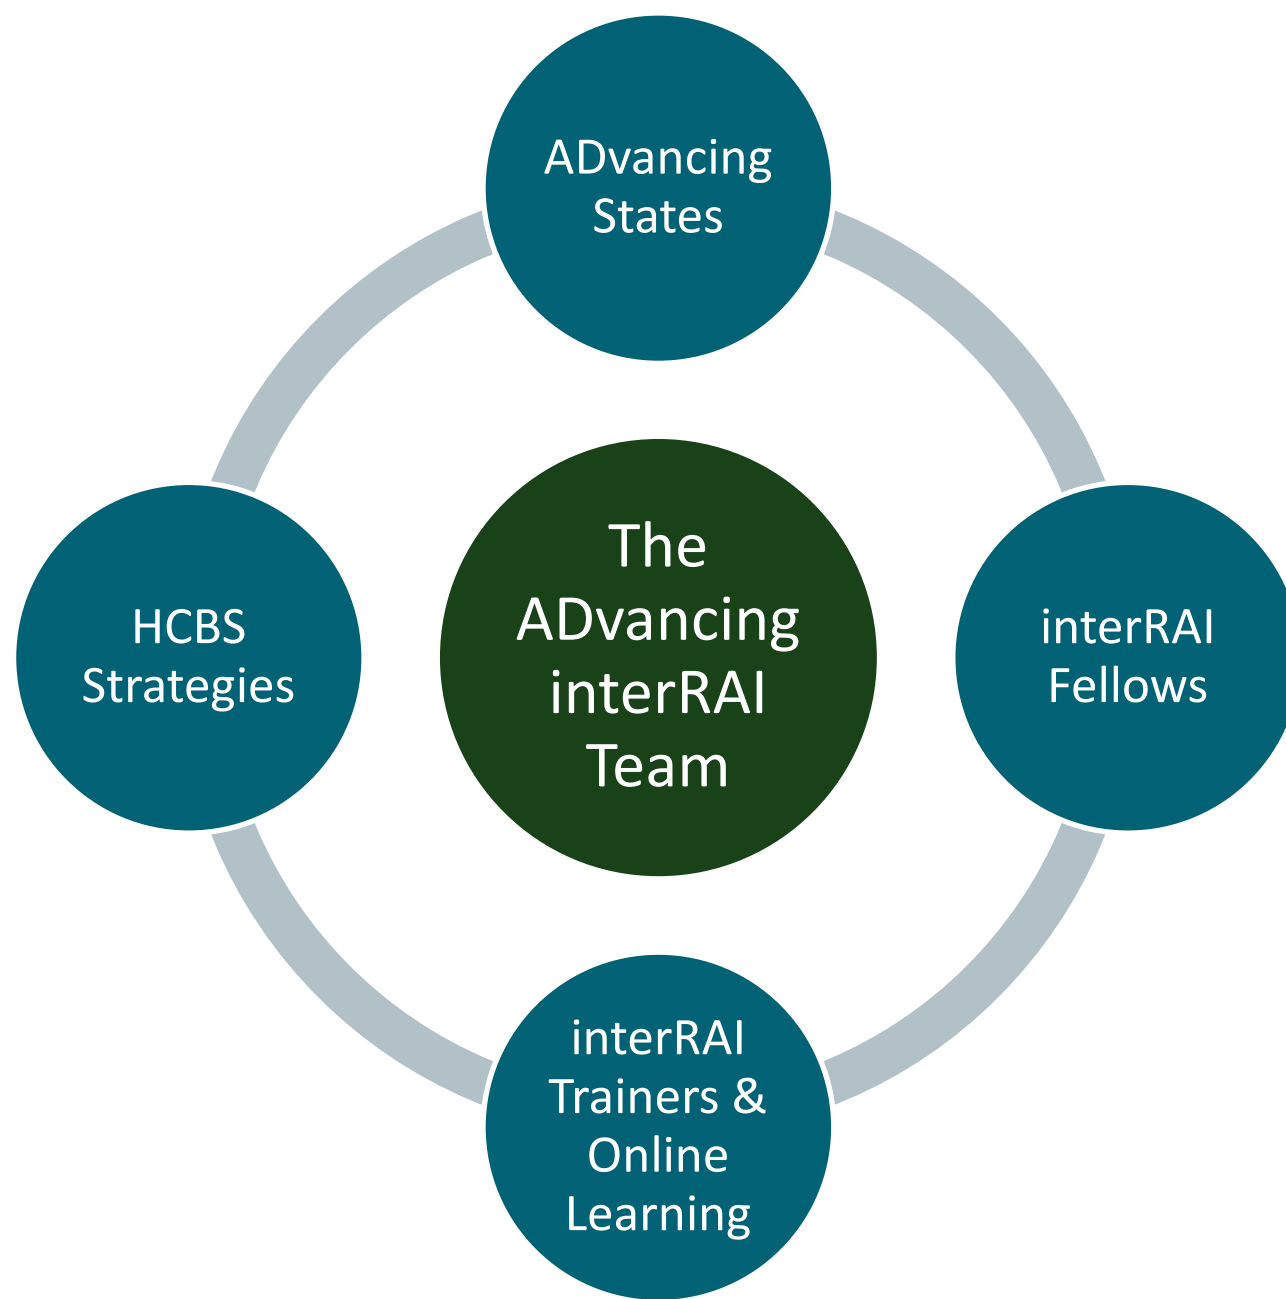 ADvancing
States
HCBS
Strategies
The
ADvancing
interRAI
Team
interRAI
Fellows
interRAI
Trainers &
Online
Learning